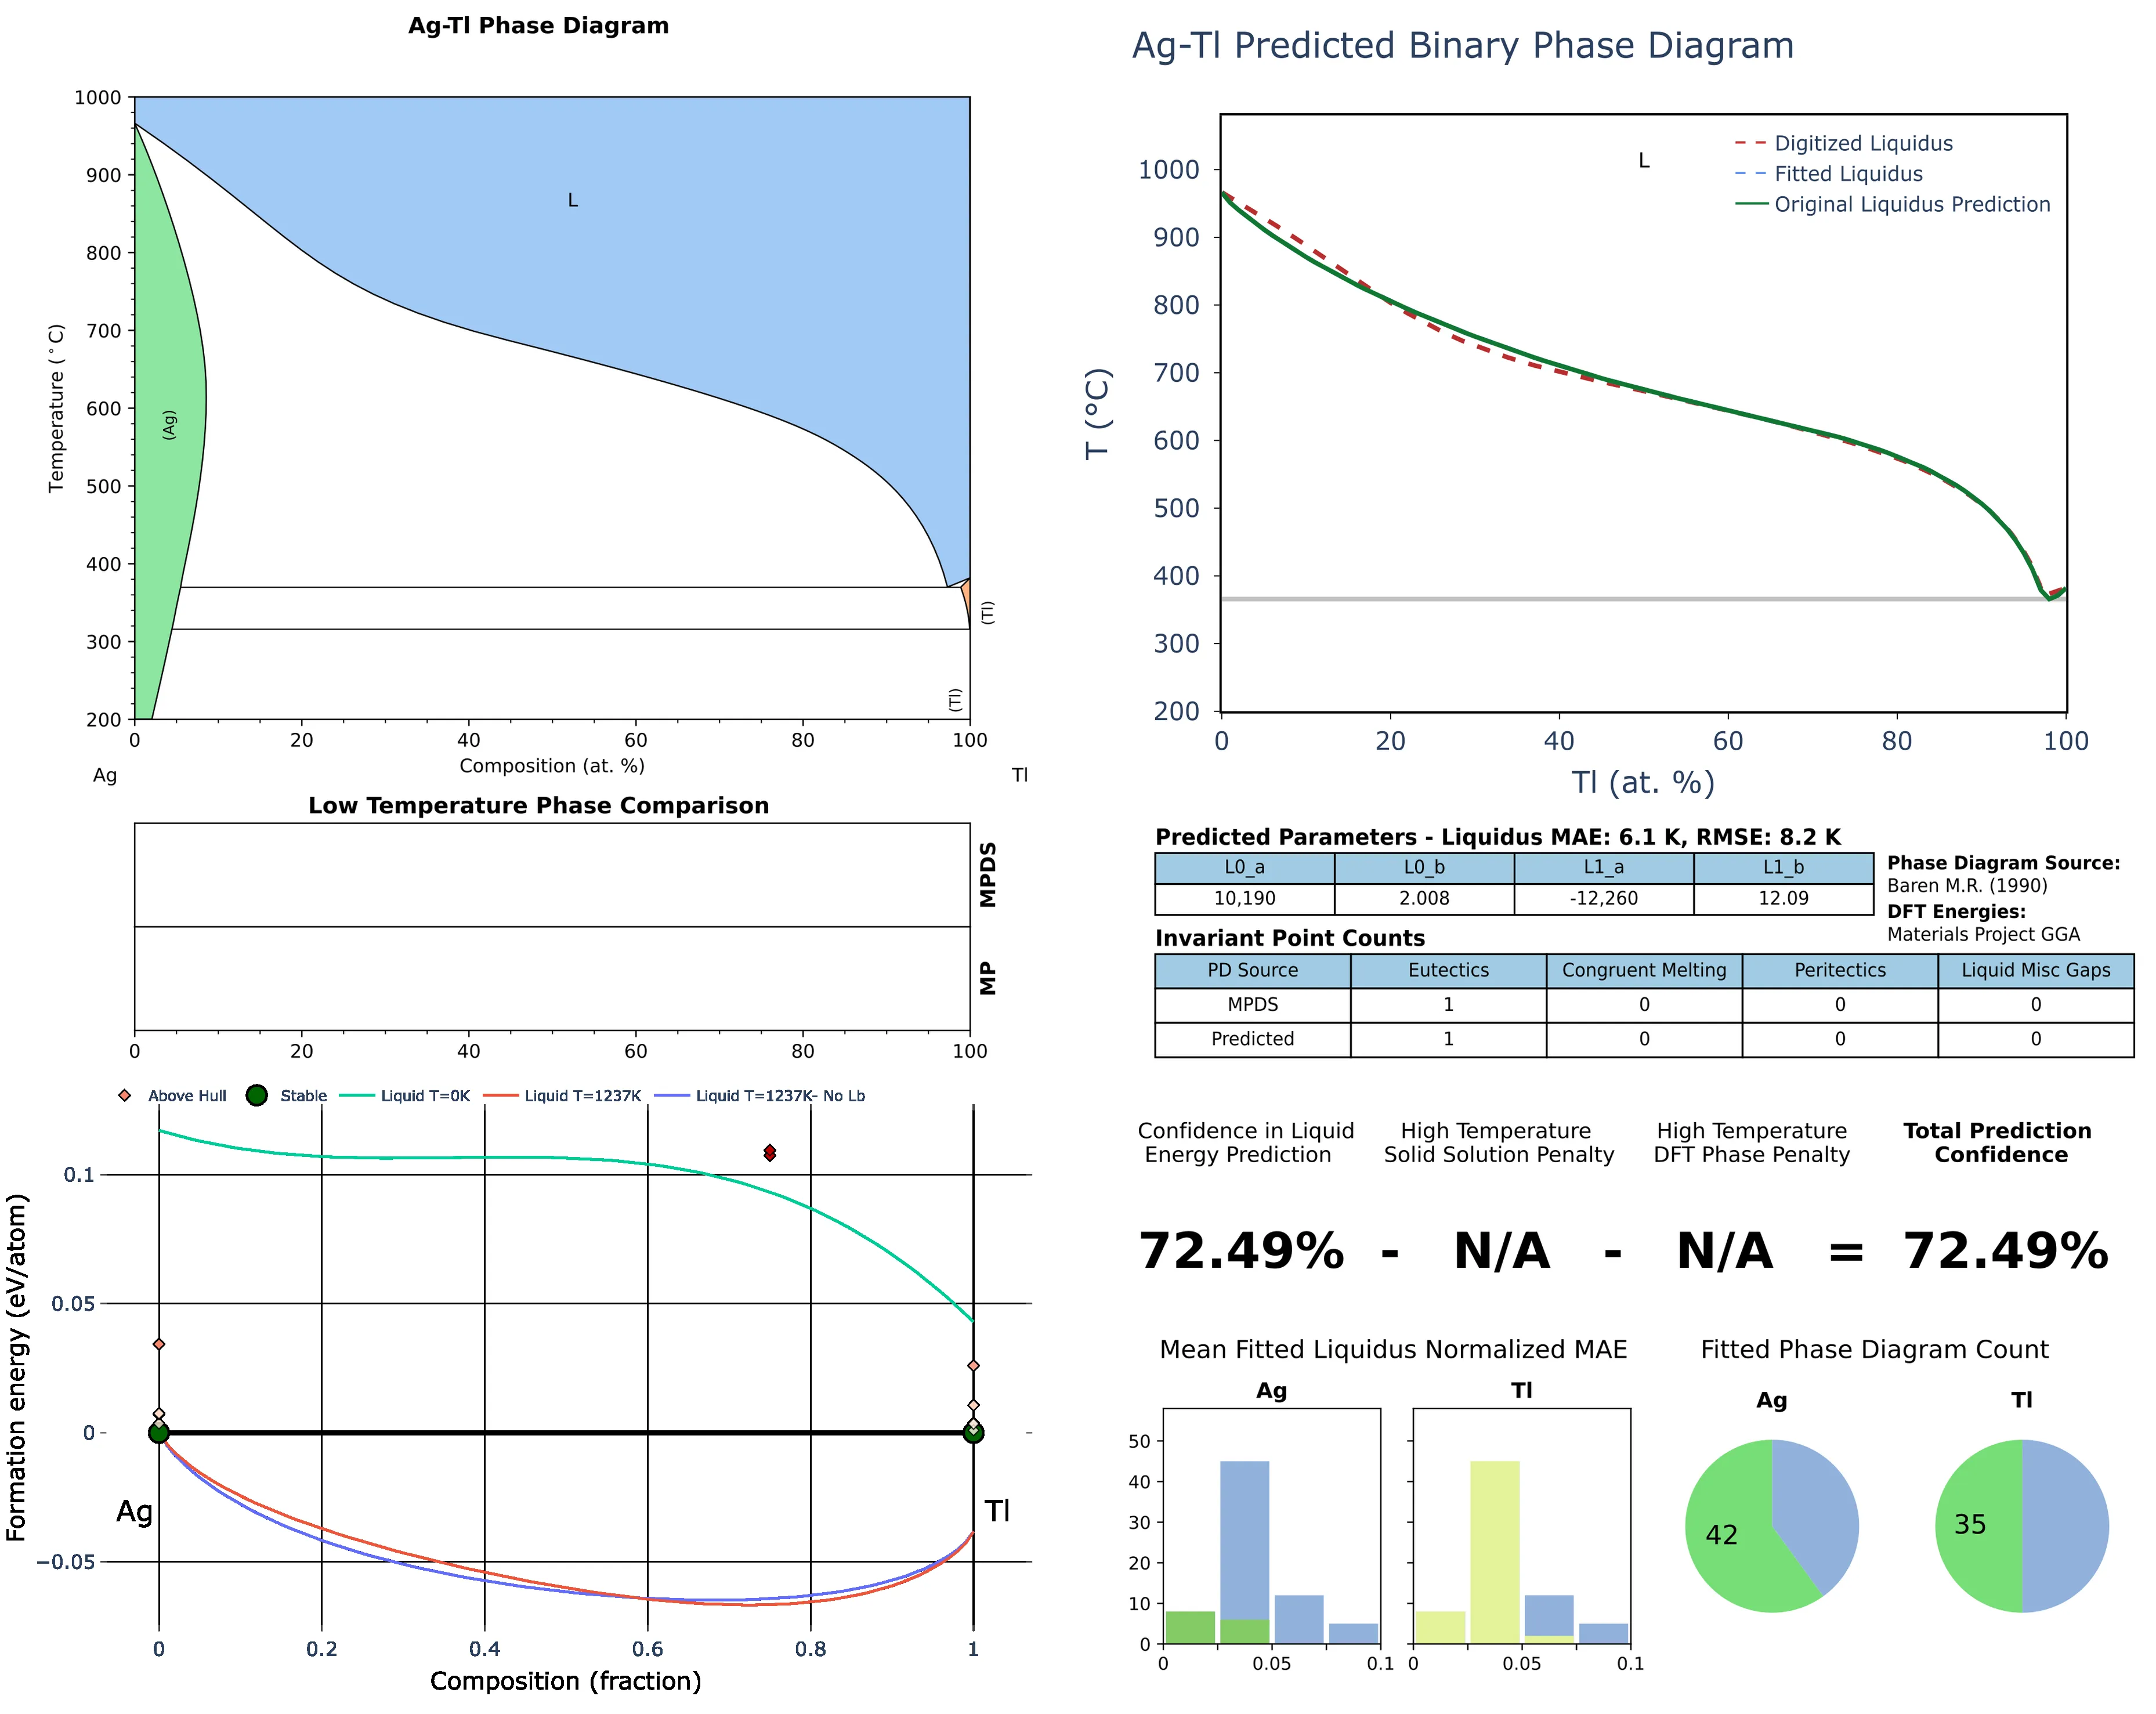 Ag-Tl Phase Diagram
1000
900
800
700
600
500
400
300
200
Temperature (°C)
L
(Ag)
(Tl)
(Tl)
0
20
40
60
80
100
Composition (at. %)
Ag
Tl
Low Temperature Phase Comparison
MPDS
MP
0
20
40
60
80
100
Above Hull
Stable
Liquid T=0K
Liquid T=1237K
Liquid T=1237K- No Lb
Formation energy (eV/atom)
0.1
0.05
0
−0.05
Ag
Tl
0
0.2
0.4
0.6
0.8
1
Composition (fraction)
Ag-Tl Predicted Binary Phase Diagram
L
Digitized Liquidus
Fitted Liquidus
Original Liquidus Prediction
1000
900
800
700
600
500
400
300
200
T (°C)
0
20
40
60
80
100
Tl (at. %)
Predicted Parameters - Liquidus MAE: 6.1 K, RMSE: 8.2 K
L0_a L0_b L1_a L1_b
10,190 2.008 -12,260 12.09
Phase Diagram Source:
Baren M.R. (1990)
DFT Energies:
Materials Project GGA
Invariant Point Counts
PD Source Eutectics Congruent Melting Peritectics Liquid Misc Gaps
MPDS 1 0 0 0
Predicted 1 0 0 0
Confidence in Liquid
Energy Prediction
High Temperature
Solid Solution Penalty
High Temperature
DFT Phase Penalty
Total Prediction
Confidence
72.49% - N/A - N/A = 72.49%
Mean Fitted Liquidus Normalized MAE
Ag
Tl
50
40
30
20
10
0
0
0.05
0.1
0
0.05
0.1
Fitted Phase Diagram Count
Ag
Tl
42
35